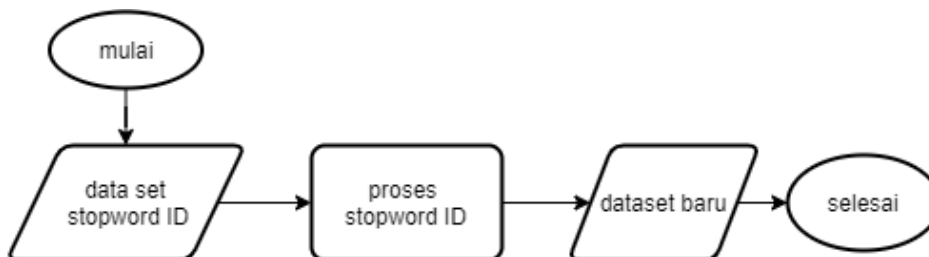 mulai
data set
stopword ID
proses
stopword ID
dataset baru
selesai